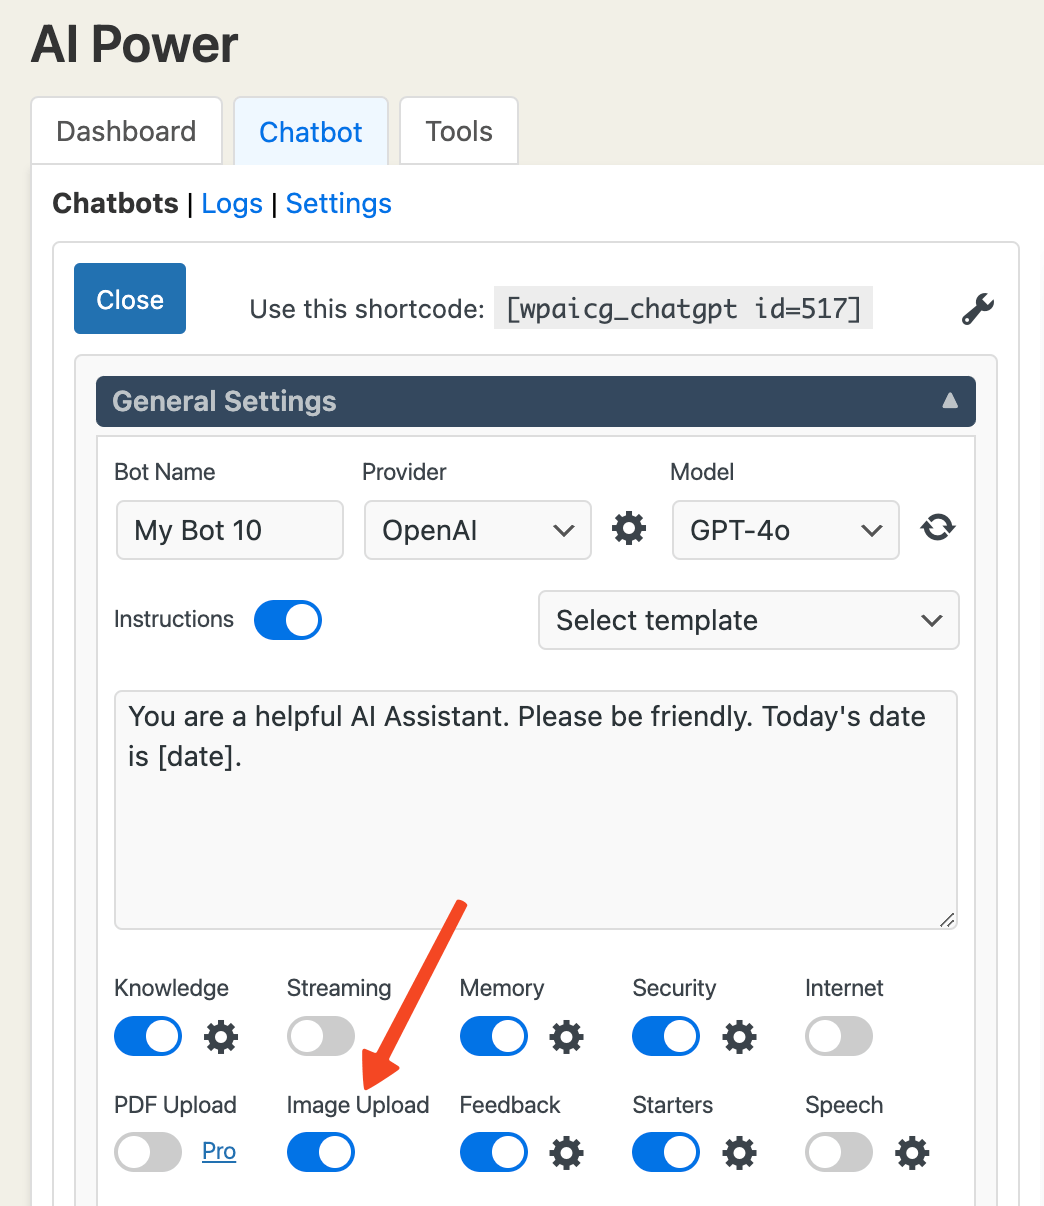 AI Power
Dashboard Chatbot Tools
Chatbots | Logs | Settings
Close Use this shortcode: [wpaicg_chatgpt id=517]
General Settings
Bot Name Provider Model
My Bot 10 OpenAI GPT-4o
Instructions Select template
You are a helpful AI Assistant. Please be friendly. Today's date
is [date].
Knowledge Streaming Memory Security Internet
PDF Upload Image Upload Feedback Starters Speech
Pro